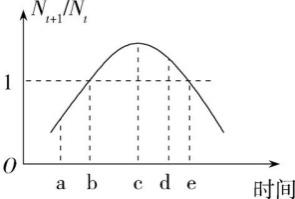 N_{t+1}/N_t
1
O
a b c d e
时间